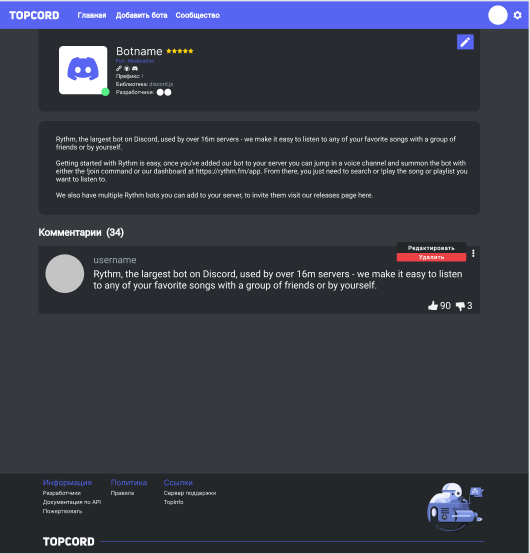 TOPCORD Главная Добавить бота Сообщество
Botname
Fun, Moderation
Префикс: !
Библиотека: discord.js
Разработчики:
Rythm, the largest bot on Discord, used by over 16m servers - we make it easy to listen to any of your favorite songs with a group of
friends or by yourself.
Getting started with Rythm is easy, once you've added our bot to your server you can jump in a voice channel and summon the bot with
either the !join command or our dashboard at https://rythm.fm/app. From there, you just need to search or !play the song or playlist you
want to listen to.
We also have multiple Rythm bots you can add to your server, to invite them visit our releases page here.
Комментарии (34)
Редактировать
Удалить
username
Rythm, the largest bot on Discord, used by over 16m servers - we make it easy to listen
to any of your favorite songs with a group of friends or by yourself.
90 3
Информация Политика Ссылки
Разработчики Правила Сервер поддержки
Документация по API TopInfo
Пожертвовать
TOPCORD